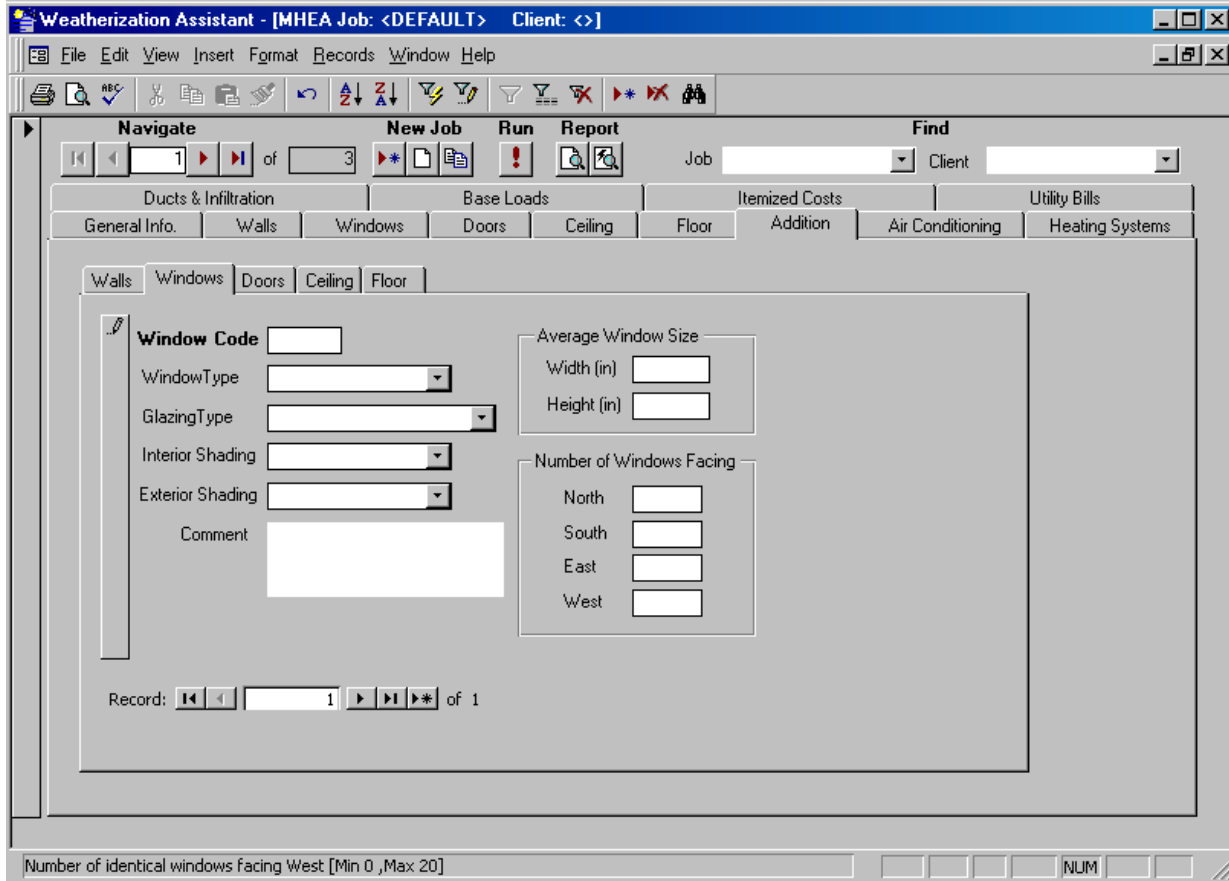 Weatherization Assistant - [MHEA Job: <DEFAULT>    Client: <>]
File Edit View Insert Format Records Window Help
Navigate New Job Run Report Find
1 of 3 Job Client
Ducts & Infiltration Base Loads Itemized Costs Utility Bills
General Info. Walls Windows Doors Ceiling Floor Addition Air Conditioning Heating Systems
Walls Windows Doors Ceiling Floor
Window Code
WindowType
GlazingType
Interior Shading
Exterior Shading
Comment
Average Window Size
Width (in)
Height (in)
Number of Windows Facing
North
South
East
West
Record: 1 of 1
Number of identical windows facing West [Min 0 ,Max 20] NUM